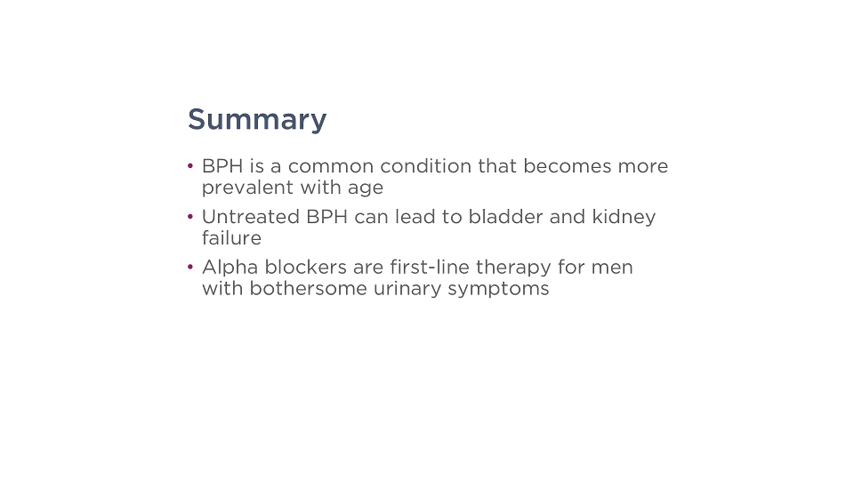 Summary
• BPH is a common condition that becomes more
prevalent with age
• Untreated BPH can lead to bladder and kidney
failure
• Alpha blockers are first-line therapy for men
with bothersome urinary symptoms